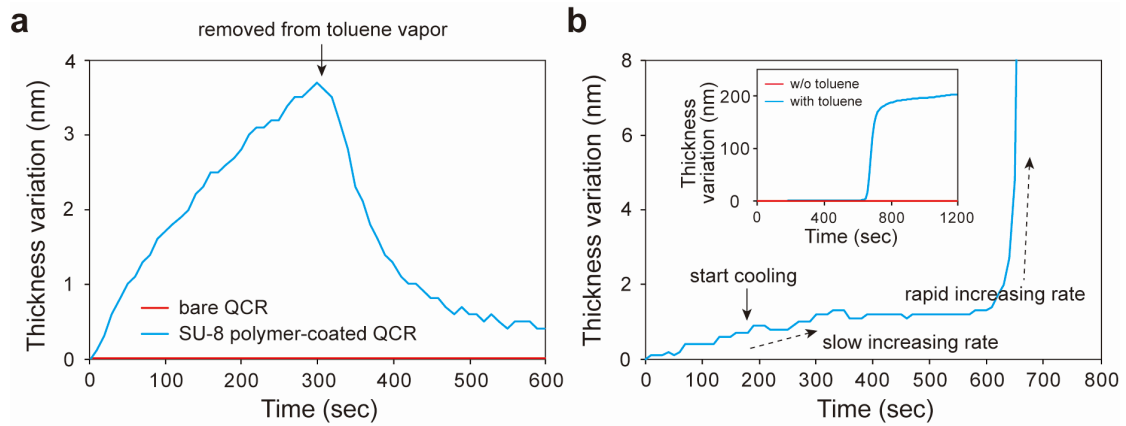 a
removed from toluene vapor
4
3
2
1
0
Thickness variation (nm)
bare QCR
SU-8 polymer-coated QCR
0 100 200 300 400 500 600
Time (sec)
b
8
6
4
2
0
Thickness variation (nm)
w/o toluene
with toluene
200
100
0
Thickness
variation (nm)
0 400 800 1200
Time (sec)
start cooling
rapid increasing rate
slow increasing rate
0 100 200 300 400 500 600 700 800
Time (sec)